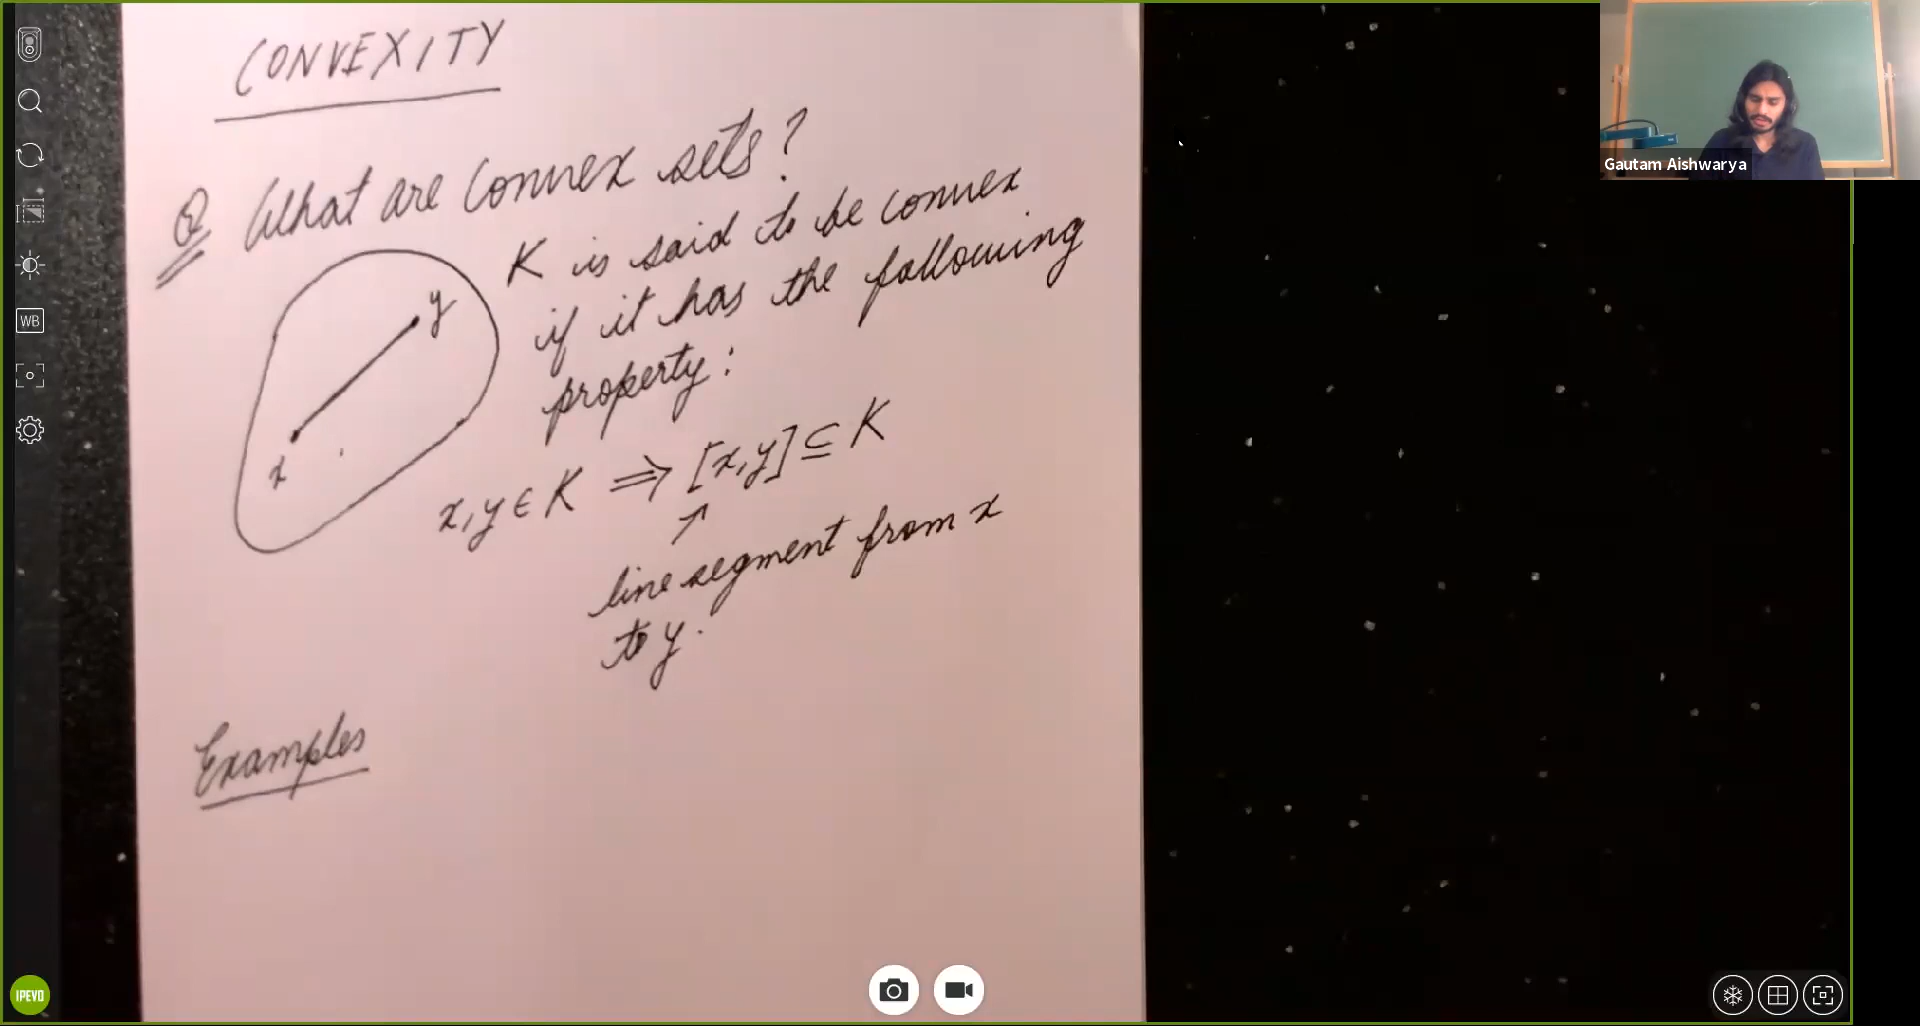 CONVEXITY
Q What are convex sets?
K is said to be convex
if it has the following
property:
x, y ∈ K ⇒ [x, y] ⊆ K
↑
line segment from x
to y.
y
x
Examples
Gautam Aishwarya
WB
IPEVO